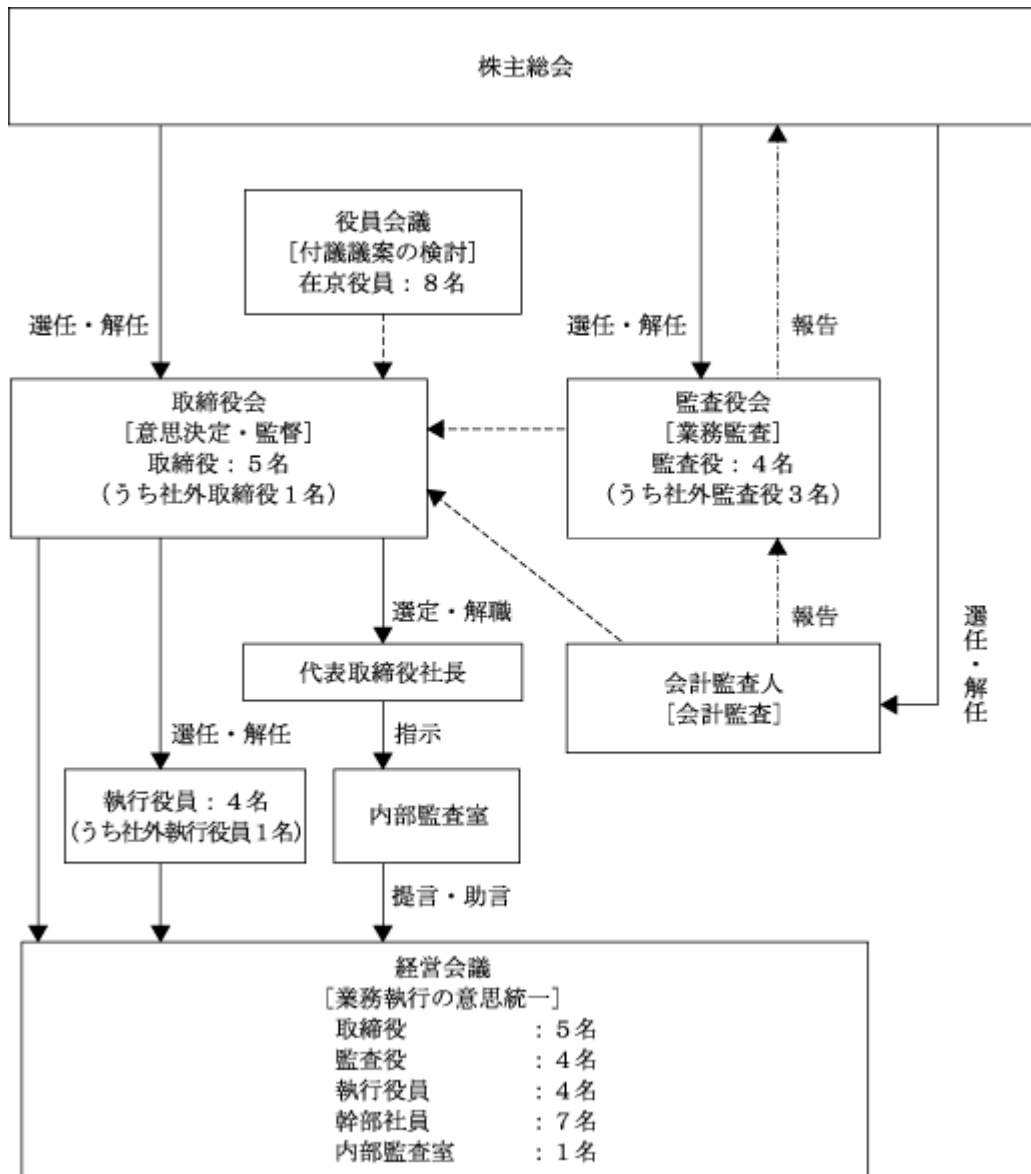 株主総会
役員会議
[付議議案の検討]
在京役員：８名
選任・解任
選任・解任
報告
取締役会
[意思決定・監督]
取締役：５名
(うち社外取締役１名)
監査役会
[業務監査]
監査役：４名
(うち社外監査役３名)
選定・解職
報告
選任・解任
代表取締役社長
会計監査人
[会計監査]
選任・解任
指示
執行役員：４名
(うち社外執行役員１名)
内部監査室
提言・助言
経営会議
[業務執行の意思統一]
取締役　：５名
監査役　：４名
執行役員　：４名
幹部社員　：７名
内部監査室　：１名